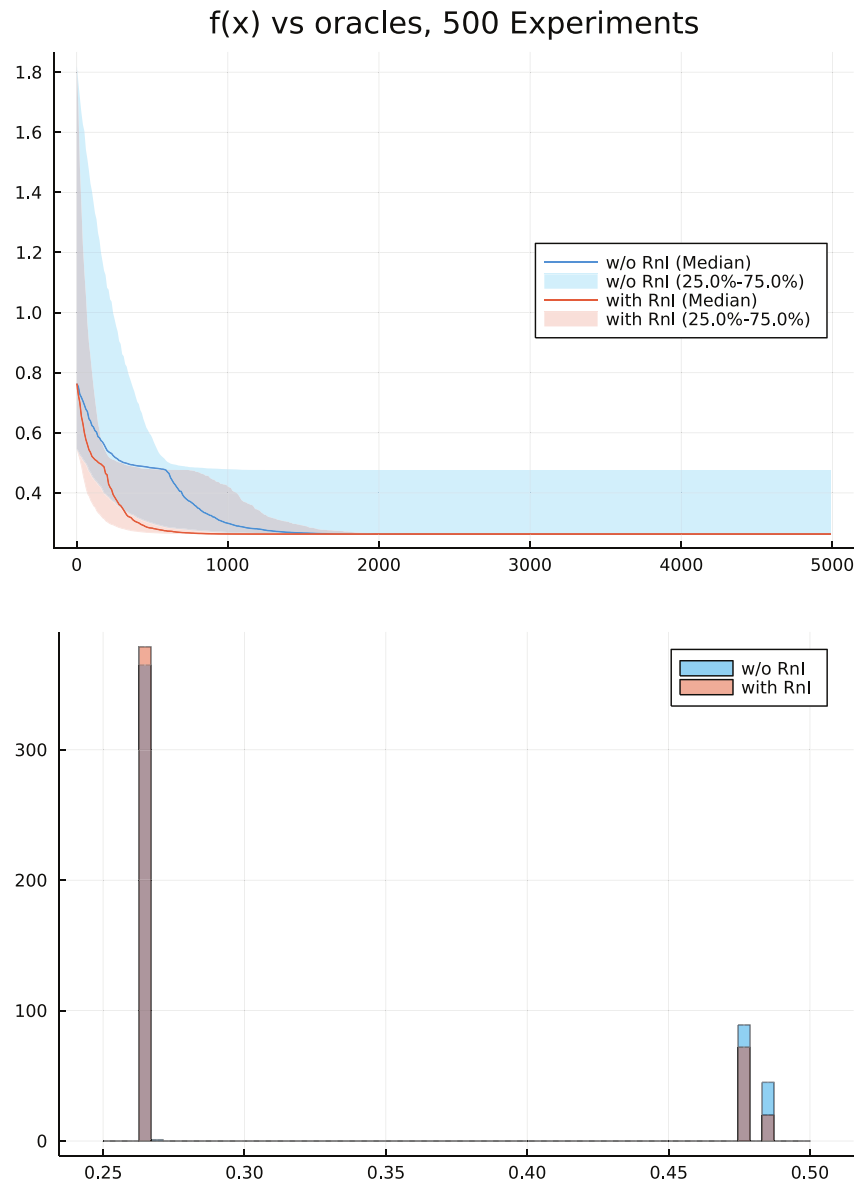 f(x) vs oracles, 500 Experiments
1.8
1.6
1.4
1.2
1.0
0.8
0.6
0.4
w/o RnI (Median)
w/o RnI (25.0%-75.0%)
with RnI (Median)
with RnI (25.0%-75.0%)
0 1000 2000 3000 4000 5000
300
200
100
0
w/o RnI
with RnI
0.25 0.30 0.35 0.40 0.45 0.50